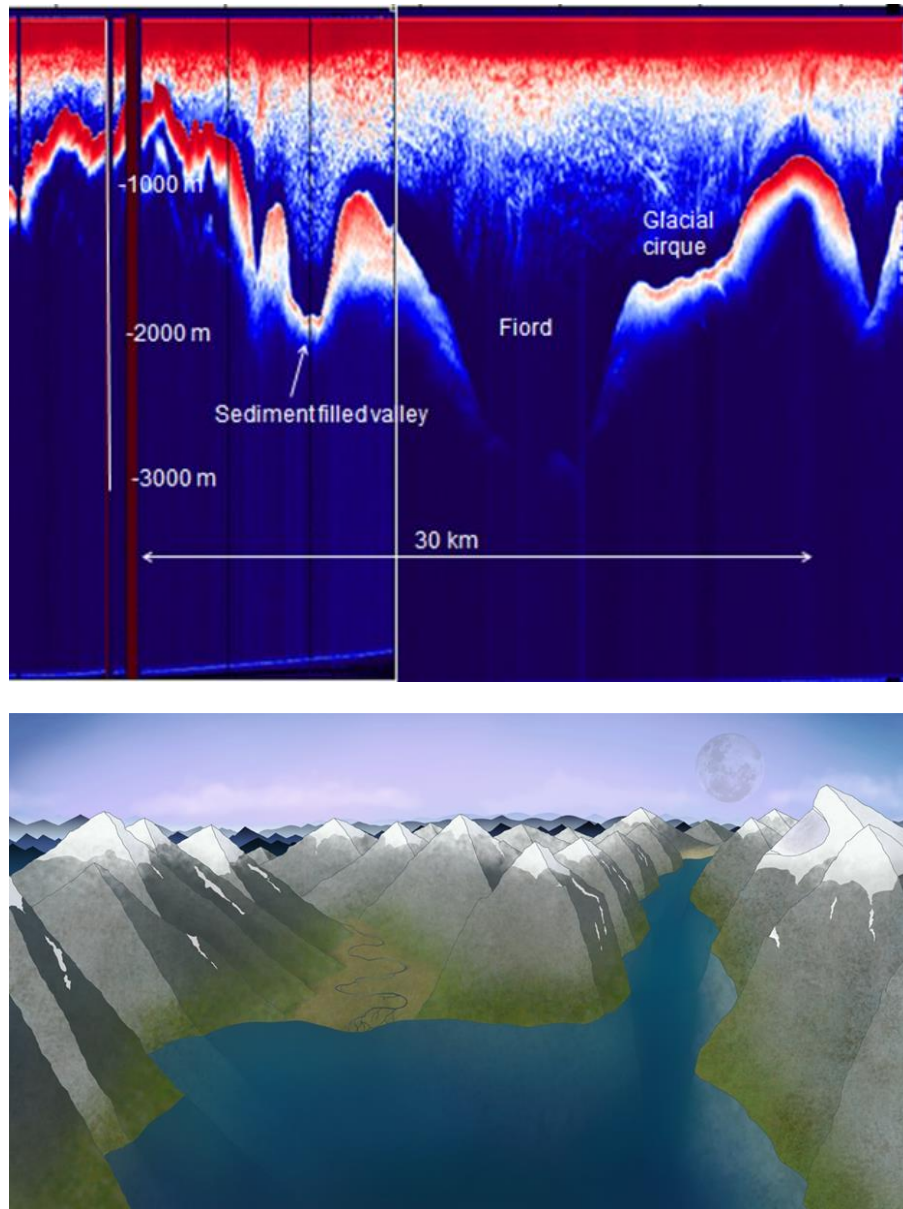 -1000 m
Glacial
cirque
Fiord
-2000 m
Sediment filled valley
-3000 m
30 km